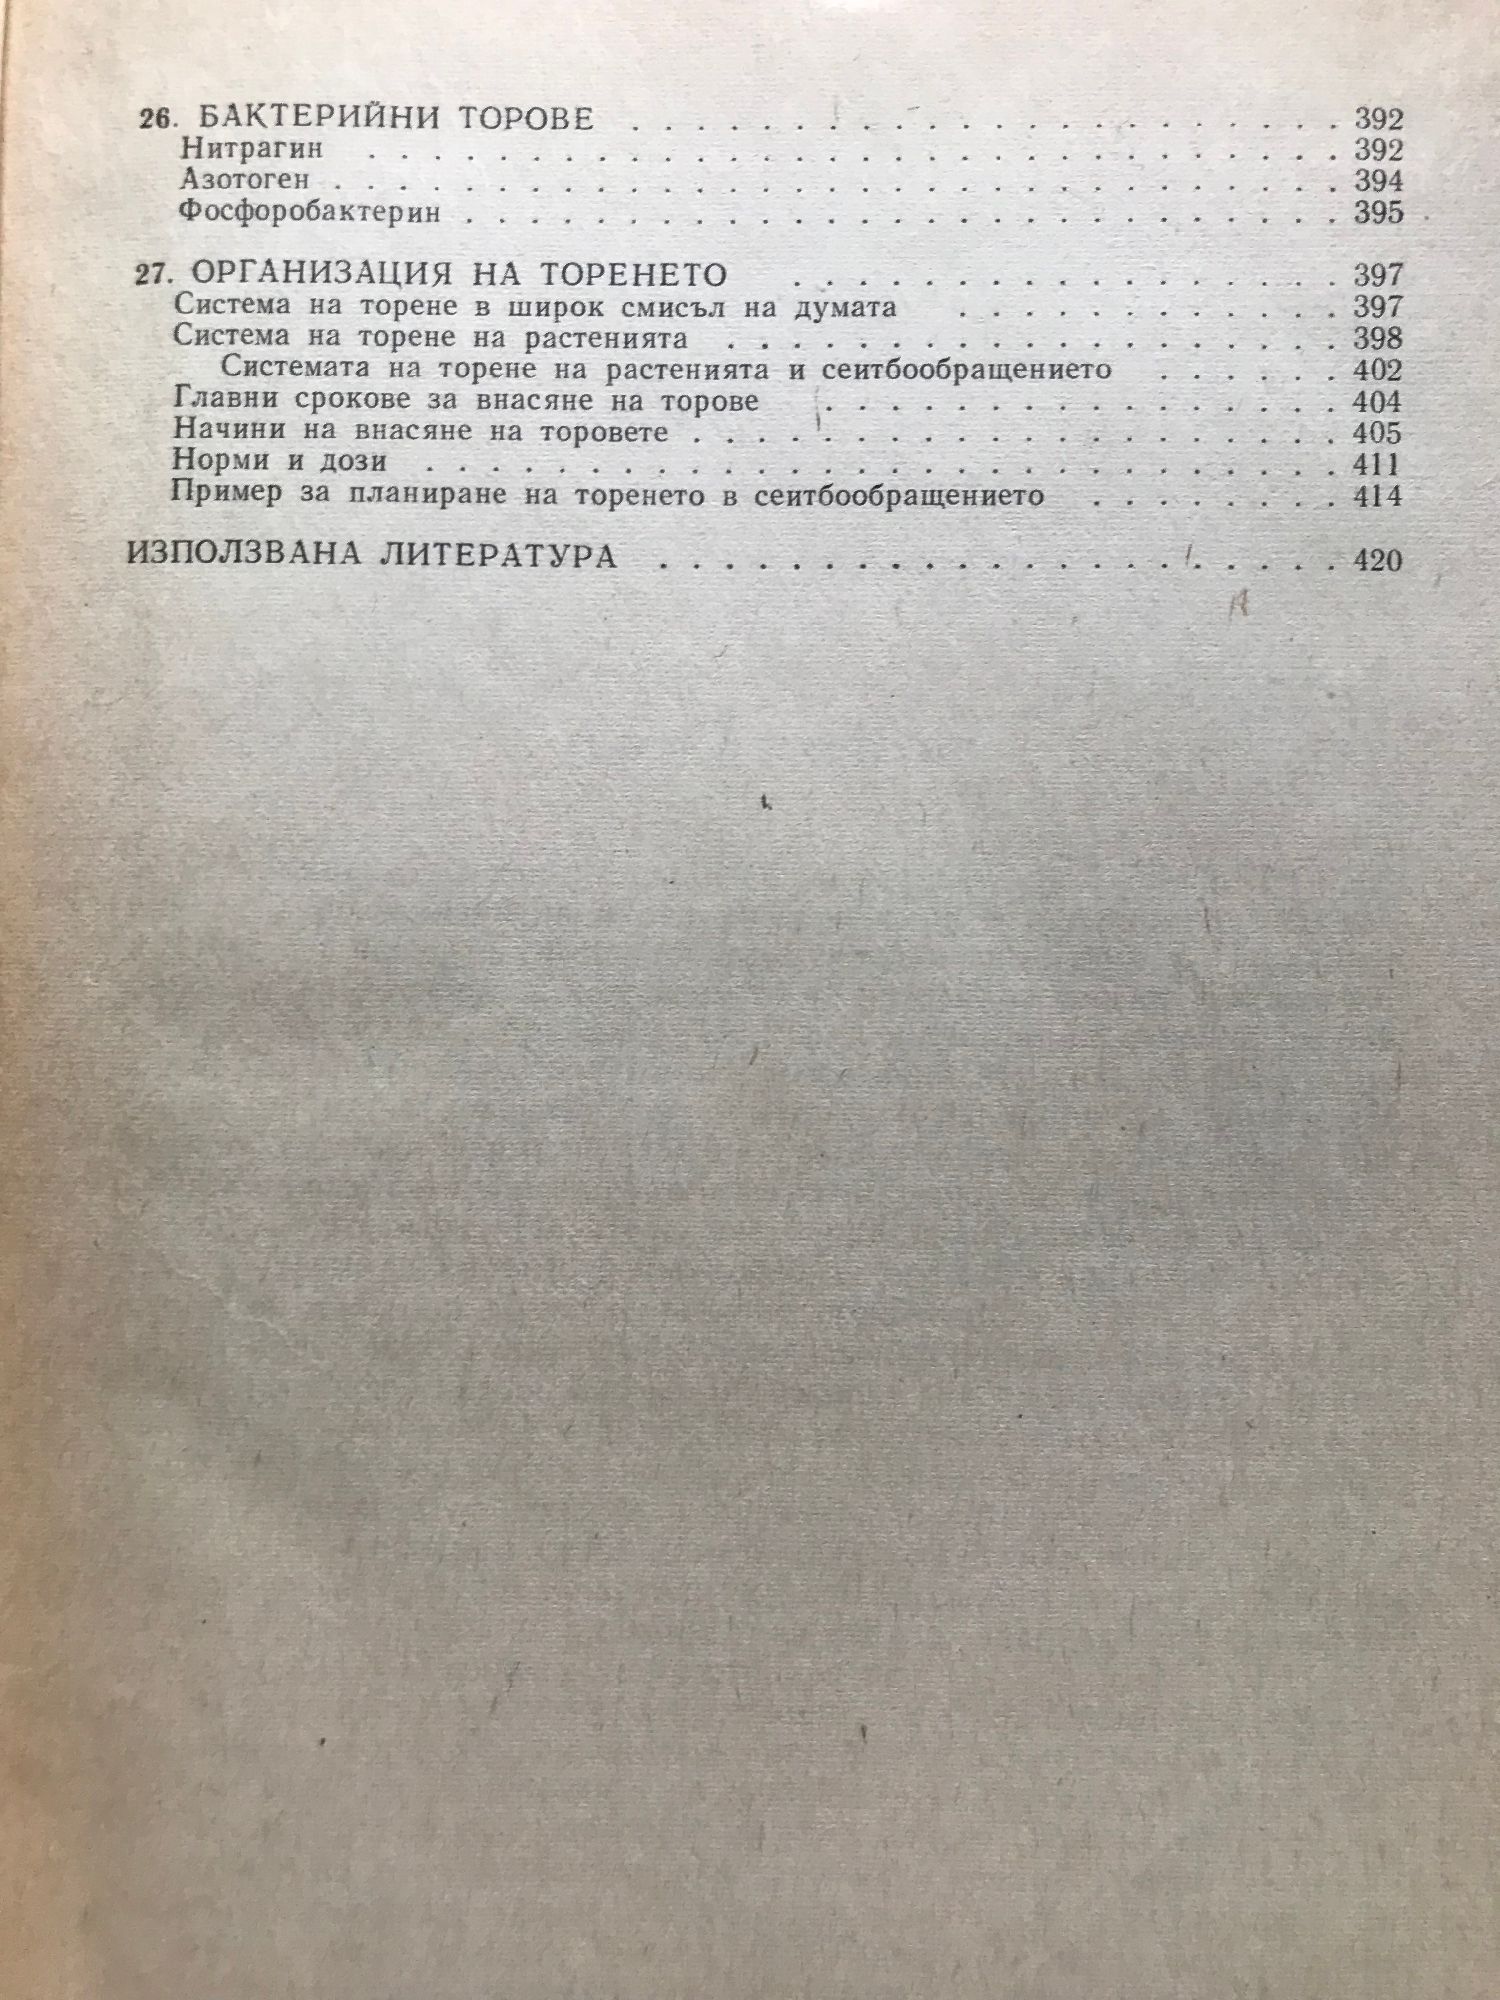 26. БАКТЕРИЙНИ ТОРОВЕ . . . . . . . . . . . . . . . . . . . . . . 392
Нитрагин . . . . . . . . . . . . . . . . . . . . . . . . . . . . . . 392
Азотоген . . . . . . . . . . . . . . . . . . . . . . . . . . . . . . . 394
Фосфоробактерин . . . . . . . . . . . . . . . . . . . . . . . . . . . 395
27. ОРГАНИЗАЦИЯ НА ТОРЕНЕТО . . . . . . . . . . . . . . . . . 397
Система на торене в широк смисъл на думата . . . . . . . . . . . . 397
Система на торене на растенията . . . . . . . . . . . . . . . . . . . 398
Системата на торене на растенията и сеитбообращението . . . . . . 402
Главни срокове за внасяне на торове . . . . . . . . . . . . . . . . 404
Начини на внасяне на торовете . . . . . . . . . . . . . . . . . . . . 405
Норми и дози . . . . . . . . . . . . . . . . . . . . . . . . . . . . 411
Пример за планиране на торенето в сеитбообращението . . . . . . . . 414
ИЗПОЛЗВАНА ЛИТЕРАТУРА . . . . . . . . . . . . . . . . . . . . . 420